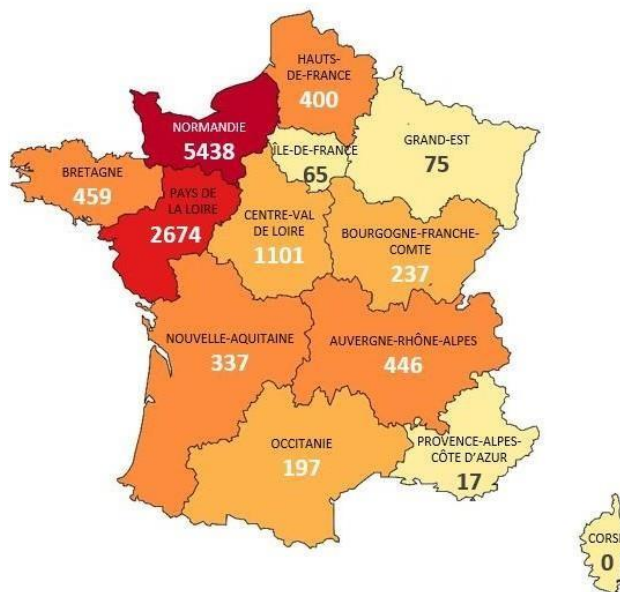 HAUTS-
DE-FRANCE
400
NORMANDIE
5438
ÎLE-DE-FRANCE
65
GRAND-EST
75
BRETAGNE
459
PAYS DE
LA LOIRE
2674
CENTRE-VAL
DE LOIRE
1101
BOURGOGNE-FRANCHE-
COMTE
237
NOUVELLE-AQUITAINE
337
AUVERGNE-RHÔNE-ALPES
446
OCCITANIE
197
PROVENCE-ALPES-
CÔTE D'AZUR
17
CORSE
0